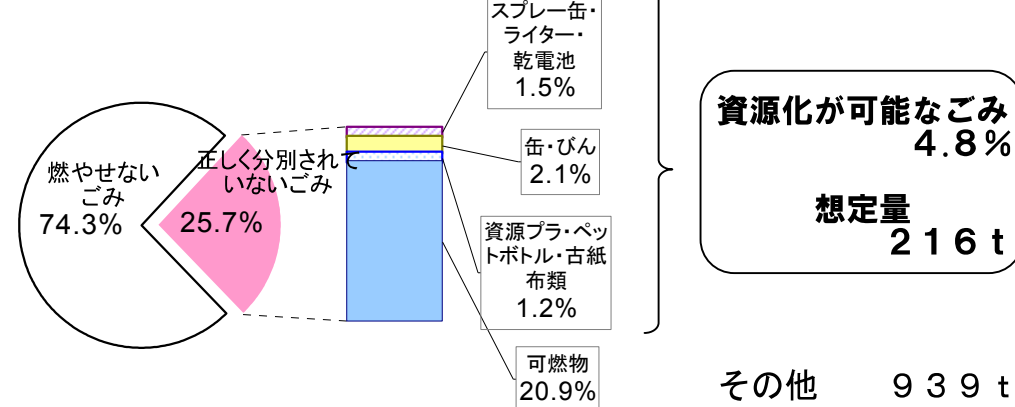 スプレー缶・
ライター・
乾電池
1.5%
缶・びん
2.1%
資源プラ・ペッ
トボトル・古紙
布類
1.2%
可燃物
20.9%
燃やせない
ごみ
74.3%
正しく分別されて
いないごみ
25.7%
資源化が可能なごみ
4.8%
想定量
216ｔ
その他 939ｔ